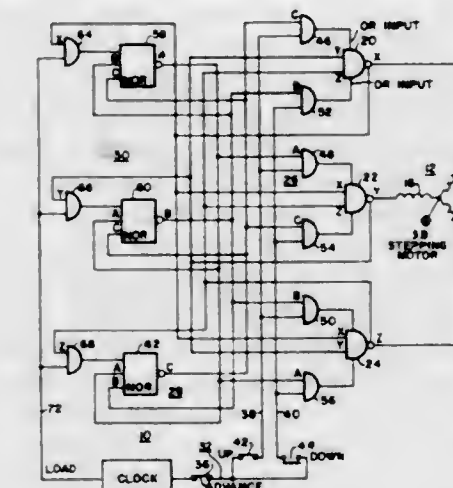 C
64
X
58
A
B
C
NOR
46
Y
20
OR INPUT
X
Z
OR INPUT
B
52
30
A
48
26
66
Y
60
A
C
NOR
B
X
22
Z
Y
16
12
38
STEPPING
MOTOR
C
54
B
50
68
Z
62
A
B
NOR
C
28
X
Y
24
Z
A
56
72
10
38
40
32
UP
42
44
DOWN
LOAD
CLOCK
36
ADVANCE